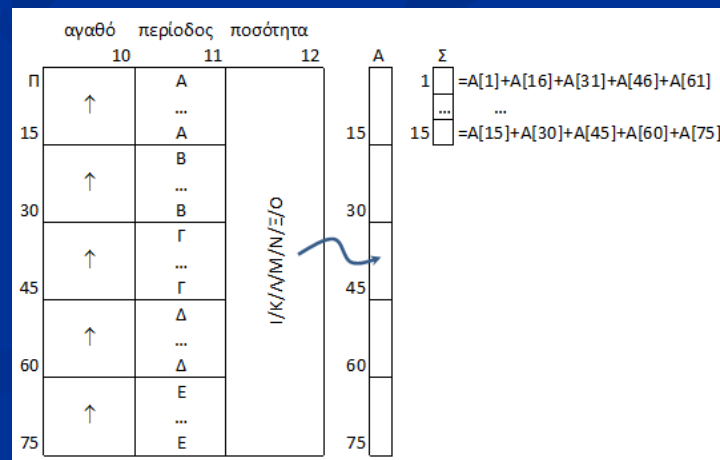 αγαθό περίοδος ποσότητα
10 11 12 Α Σ
Π Α 1 =Α[1]+Α[16]+Α[31]+Α[46]+Α[61]
↑ ... ... ...
15 Α 15 15 =Α[15]+Α[30]+Α[45]+Α[60]+Α[75]
Β
↑ ...
30 Β 30
Γ
↑ ...
45 Γ 45
Ι/Κ/Λ/Μ/Ν/Ξ/Ο
Δ
↑ ...
60 Δ 60
Ε
↑ ...
75 Ε 75